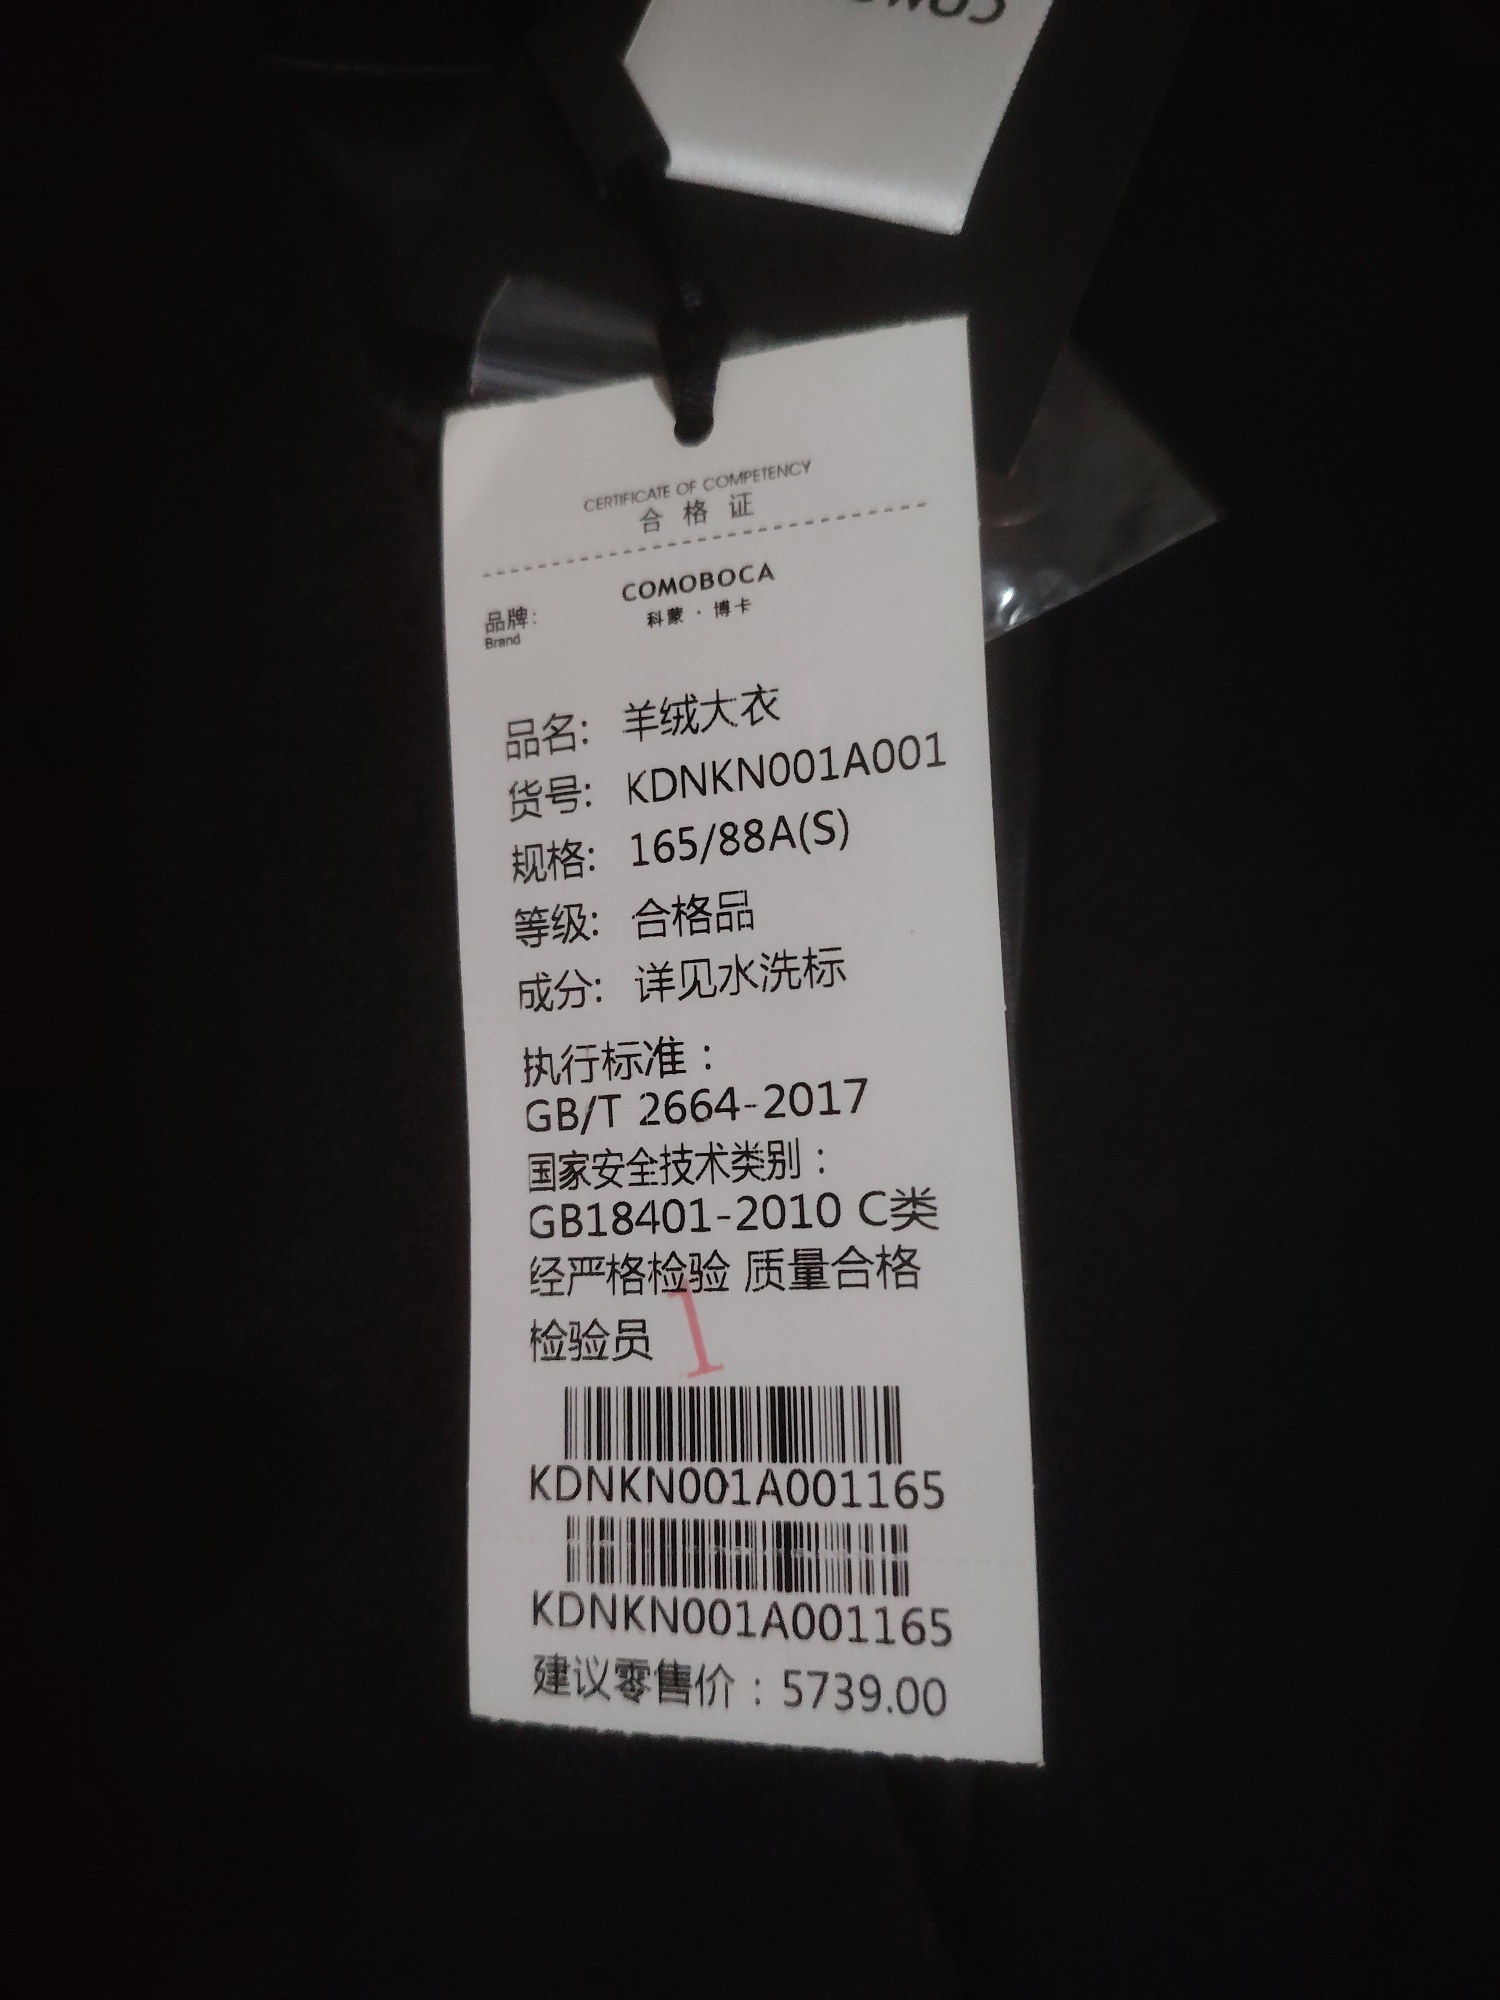 CERTIFICATE OF COMPETENCY
合格证
COMOBOCA
品牌: 科蒙·博卡
Brand
品名: 羊绒大衣
货号: KDNKN001A001
规格: 165/88A(S)
等级: 合格品
成分: 详见水洗标
执行标准：
GB/T 2664-2017
国家安全技术类别：
GB18401-2010 C类
经严格检验 质量合格
检验员 1
KDNKN001A001165
KDNKN001A001165
建议零售价：5739.00